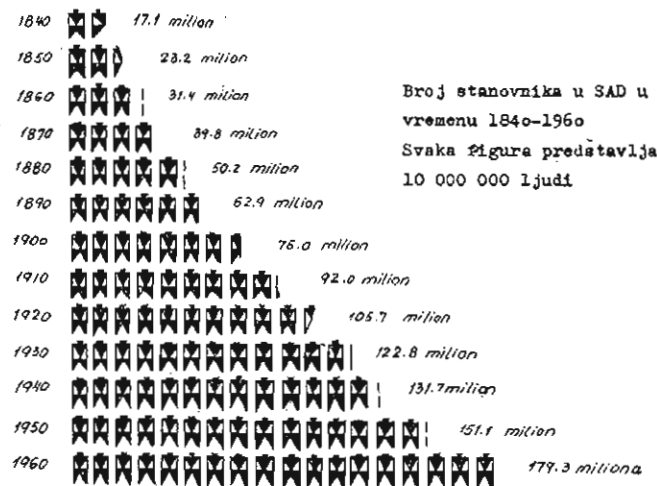 1840 17.1 milion
1850 23.2 milion
1860 31.4 milion
1870 39.8 milion
1880 50.2 milion
1890 62.9 milion
1900 76.0 milion
1910 92.0 milion
1920 105.7 milion
1930 122.8 milion
1940 131.7 milion
1950 151.1 milion
1960 179.3 miliona
Broj stanovnika u SAD u
vremenu 184o-196o
Svaka figura predstavlja
10 000 000 ljudi